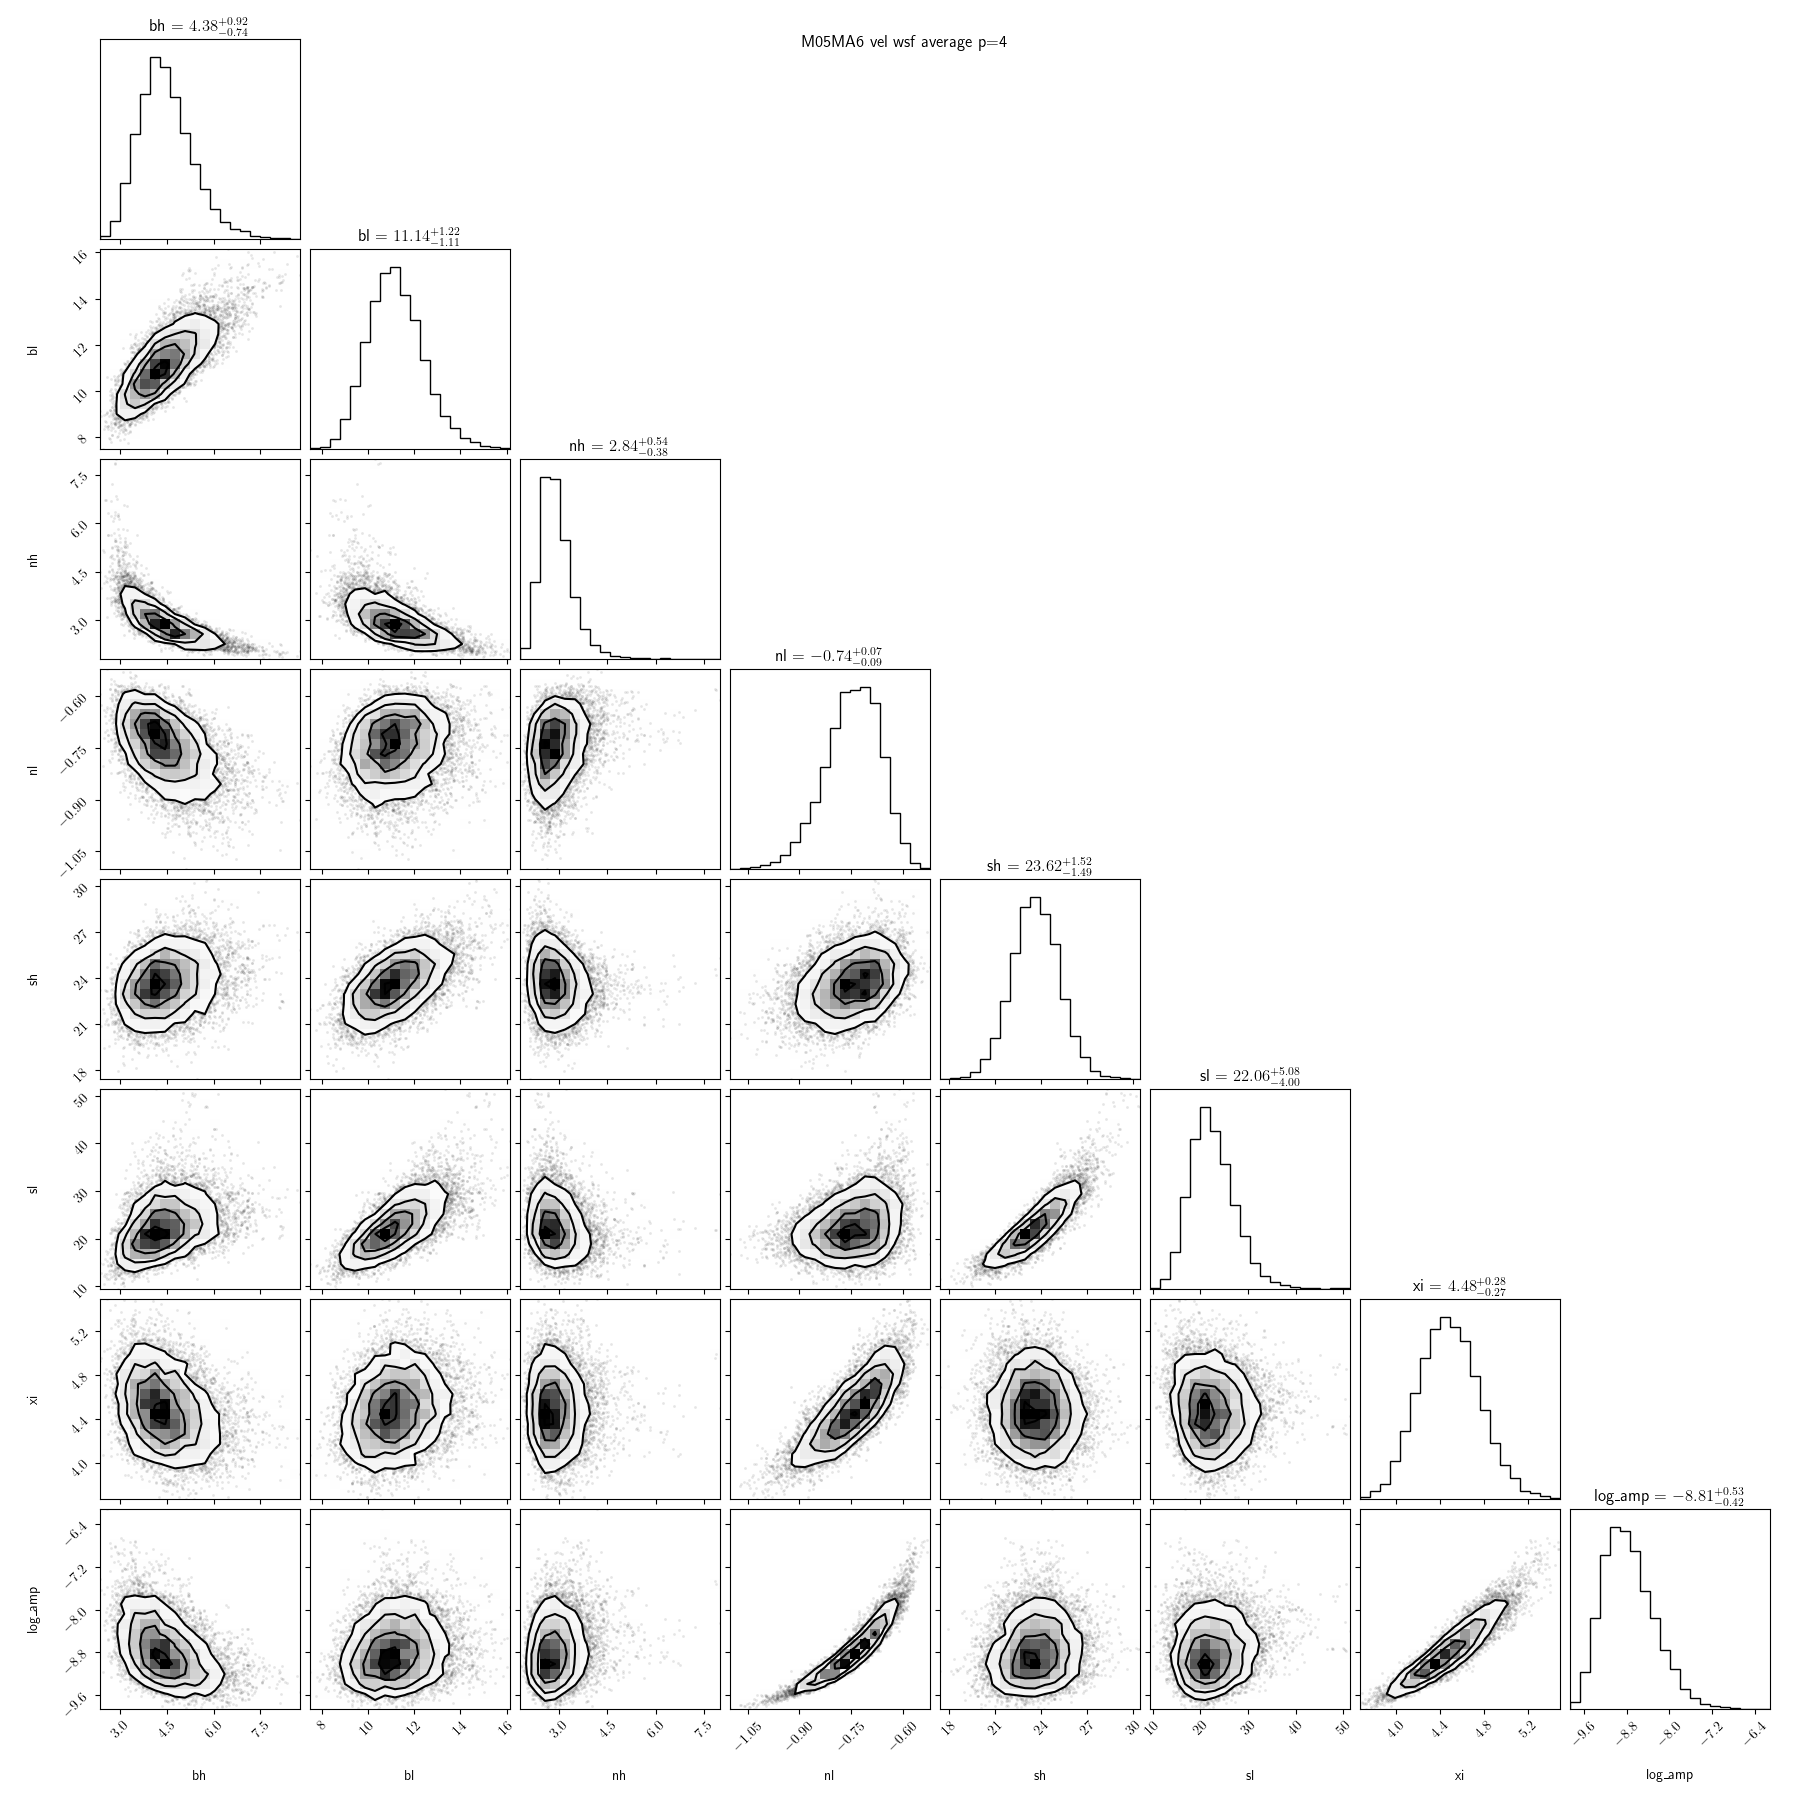 M05MA6 vel wsf average p=4
bh = 4.38^{+0.92}_{-0.74}
bl = 11.14^{+1.22}_{-1.11}
bl
16
14
12
10
8
nh = 2.84^{+0.54}_{-0.38}
nh
7.5
6.0
4.5
3.0
nl = −0.74^{+0.07}_{-0.09}
nl
−0.60
−0.75
−0.90
−1.05
sh = 23.62^{+1.52}_{-1.49}
sh
30
27
24
21
18
sl = 22.06^{+5.08}_{-4.00}
sl
50
40
30
20
10
xi = 4.48^{+0.28}_{-0.27}
xi
5.2
4.8
4.4
4.0
log_amp = −8.81^{+0.53}_{-0.42}
log_amp
−6.4
−7.2
−8.0
−8.8
−9.6
3.0 4.5 6.0 7.5
8 10 12 14 16
3.0 4.5 6.0 7.5
−1.05 −0.90 −0.75 −0.60
18 21 24 27 30
10 20 30 40 50
4.0 4.4 4.8 5.2
−9.6 −8.8 −8.0 −7.2 −6.4
bh bl nh nl sh sl xi log_amp